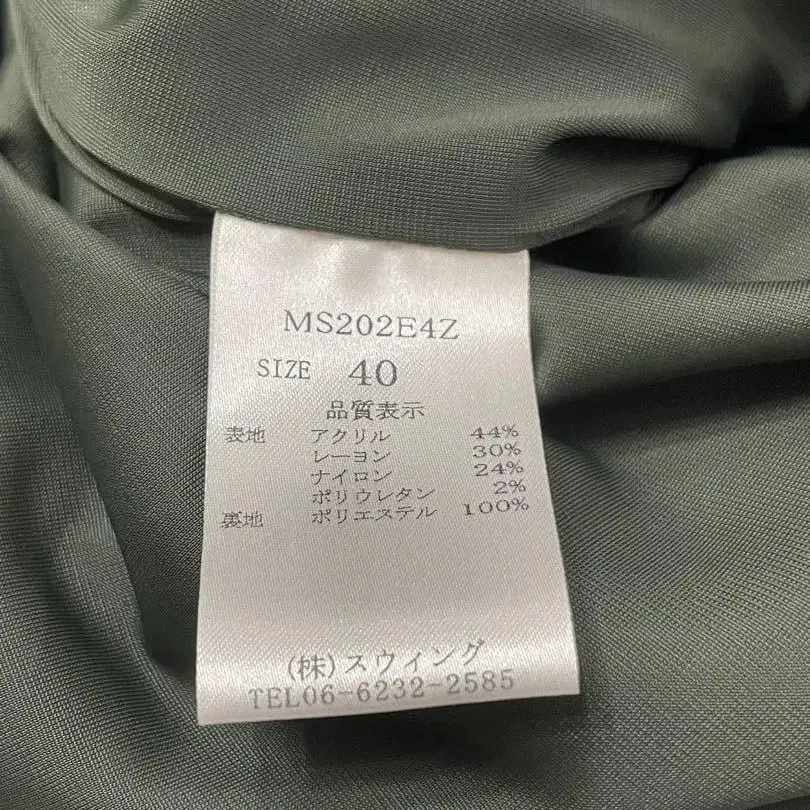 MS202E4Z
SIZE 40
品質表示
表地 アクリル 44%
レーヨン 30%
ナイロン 24%
ポリウレタン 2%
裏地 ポリエステル 100%
(株)スウィング
TEL06-6232-2585